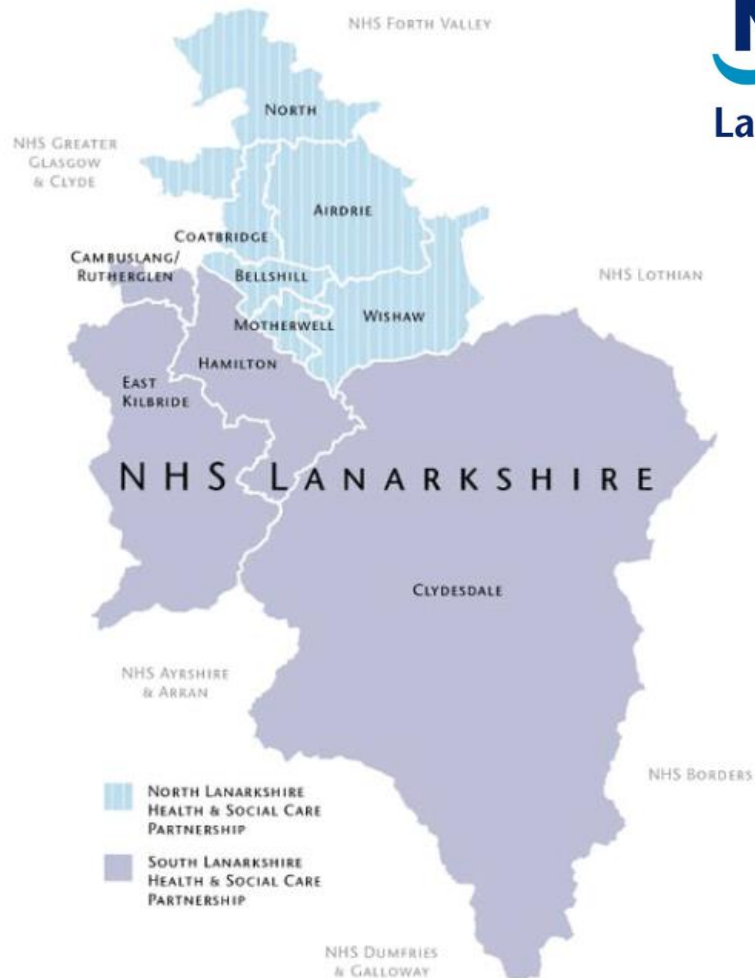 NHS FORTH VALLEY
La
NORTH
NHS GREATER
GLASGOW
& CLYDE
AIRDRIE
COATBRIDGE
CAMBUSLANG/
RUTHERGLEN
BELLSHILL
NHS LOTHIAN
MOTHERWELL
WISHAW
HAMILTON
EAST
KILBRIDE
NHS LANARKSHIRE
CLYDESDALE
NHS AYRSHIRE
& ARRAN
NHS BORDERS
NORTH LANARKSHIRE
HEALTH & SOCIAL CARE
PARTNERSHIP
SOUTH LANARKSHIRE
HEALTH & SOCIAL CARE
PARTNERSHIP
NHS DUMFRIES
& GALLOWAY